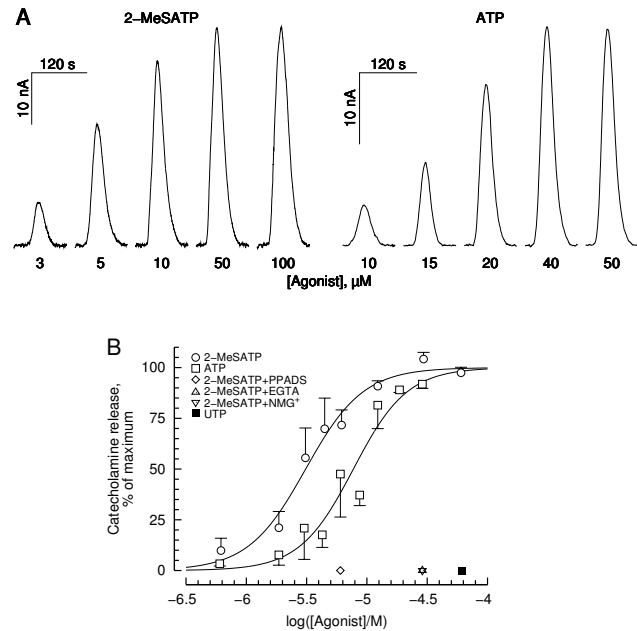 A
2−MeSATP
ATP
120 s
10 nA
120 s
10 nA
3 5 10 50 100 10 15 20 40 50
[Agonist], µM
B
2−MeSATP
ATP
2−MeSATP+PPADS
2−MeSATP+EGTA
2−MeSATP+NMG+
UTP
Catecholamine release,
% of maximum
100
75
50
25
0
−6.5 −6 −5.5 −5 −4.5 −4
log([Agonist]/M)